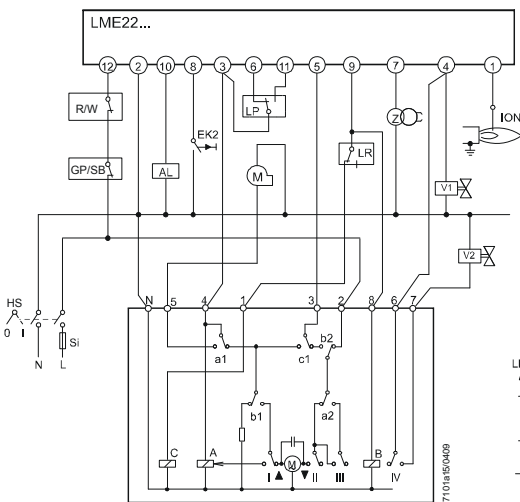 LME22...
12 2 10 8 3 6 11 5 9 7 4 1
R/W
LP
EK2
Z
ION
GP/SB
AL
M
LR
V1
V2
HS
0 I
Si
N L
N 5 4 1 3 2 8 6 7
a1
c1
b2
b1
a2
C A
I M II III
B
IV
7101a15/0409